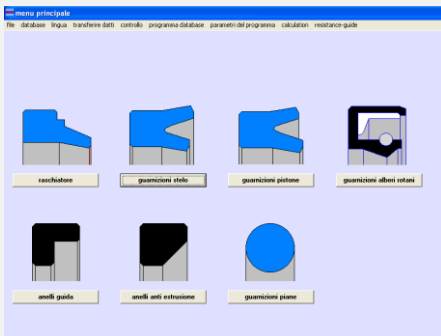 menu principale
file database lingua transferire datti controllo programma database parametri del programma calculation resistance-guide
raschiatore guarnizioni stelo guarnizioni pistone guarnizioni alberi rotani
anelli guida anelli anti estrusione guarnizioni piane